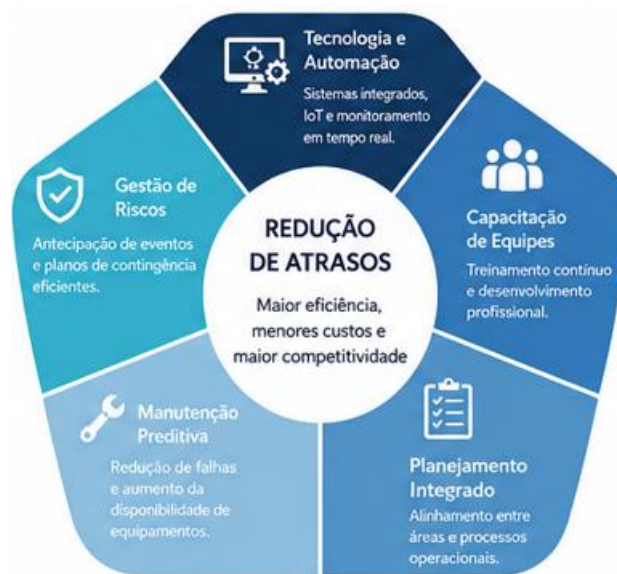 Tecnologia e
Automação
Sistemas integrados,
IoT e monitoramento
em tempo real.
Capacitação
de Equipes
Treinamento contínuo
e desenvolvimento
profissional.
Planejamento
Integrado
Alinhamento entre
áreas e processos
operacionais.
Manutenção
Preditiva
Redução de falhas
e aumento da
disponibilidade de
equipamentos.
Gestão de
Riscos
Antecipação de eventos
e planos de contingência
eficientes.
REDUÇÃO
DE ATRASOS
Maior eficiência,
menores custos e
maior competitividade